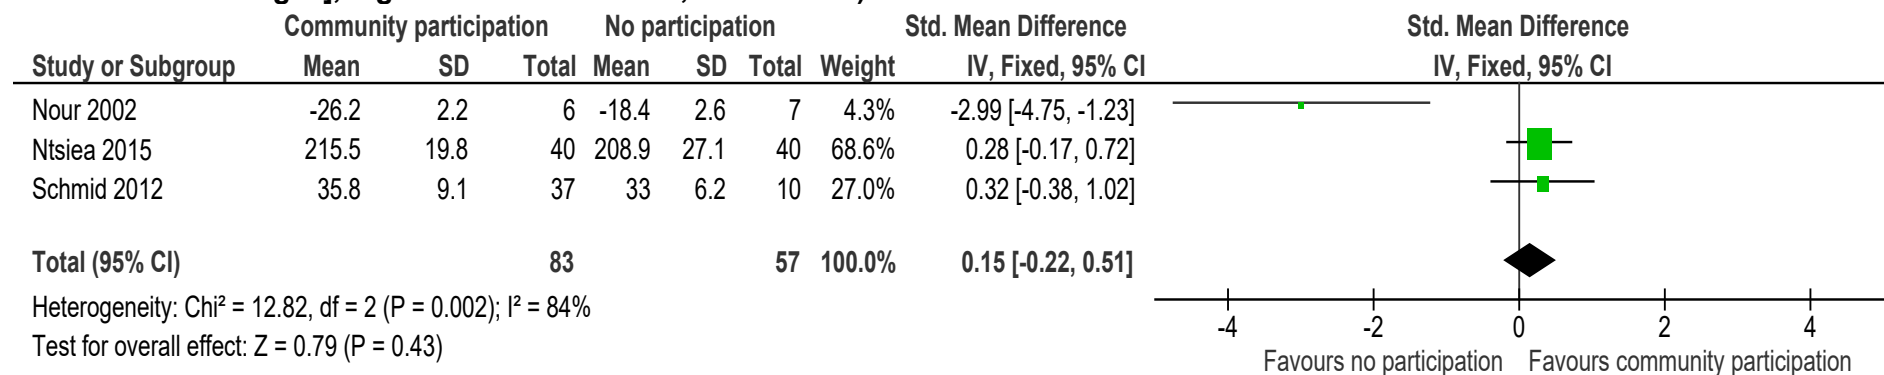 Community participation No participation Std. Mean Difference Std. Mean Difference
Study or Subgroup Mean SD Total Mean SD Total Weight IV, Fixed, 95% CI IV, Fixed, 95% CI
Nour 2002 -26.2 2.2 6 -18.4 2.6 7 4.3% -2.99 [-4.75, -1.23]
Ntsiea 2015 215.5 19.8 40 208.9 27.1 40 68.6% 0.28 [-0.17, 0.72]
Schmid 2012 35.8 9.1 37 33 6.2 10 27.0% 0.32 [-0.38, 1.02]
Total (95% CI) 83 57 100.0% 0.15 [-0.22, 0.51]
Heterogeneity: Chi² = 12.82, df = 2 (P = 0.002); I² = 84%
Test for overall effect: Z = 0.79 (P = 0.43)
-4 -2 0 2 4
Favours no participation Favours community participation